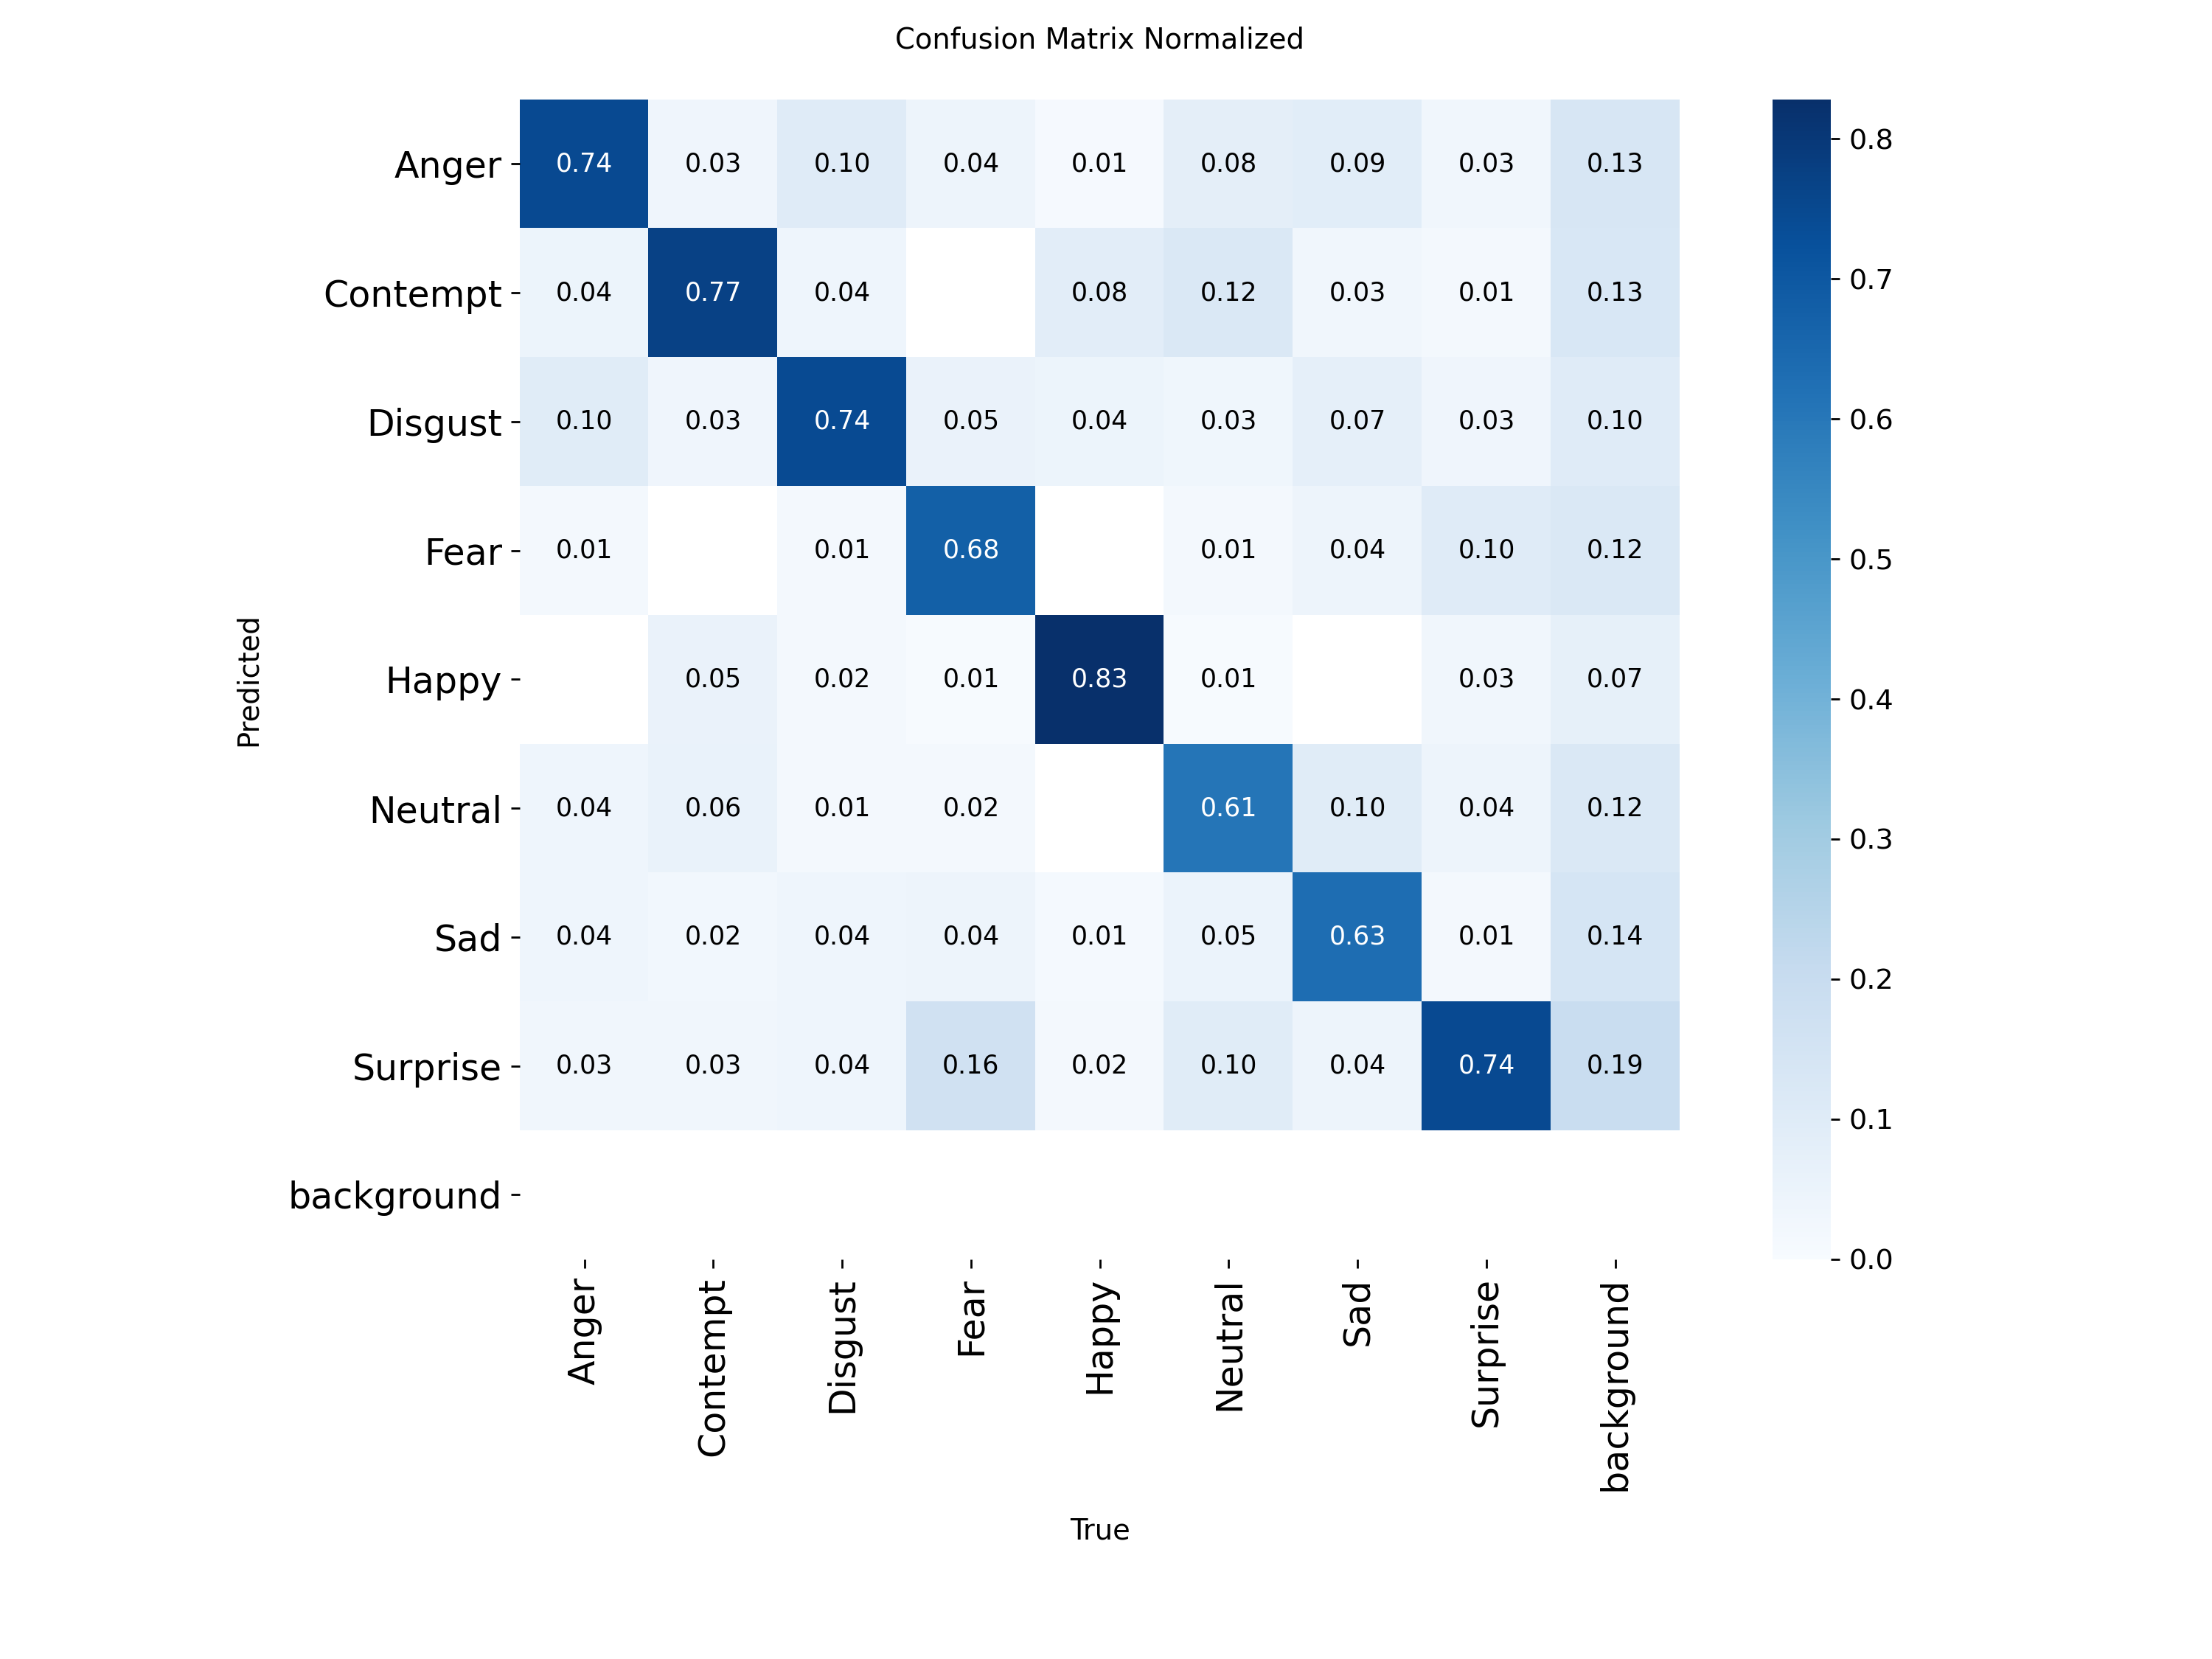 Confusion Matrix Normalized
Anger 0.74 0.03 0.10 0.04 0.01 0.08 0.09 0.03 0.13
Contempt 0.04 0.77 0.04 0.08 0.12 0.03 0.01 0.13
Disgust 0.10 0.03 0.74 0.05 0.04 0.03 0.07 0.03 0.10
Fear 0.01 0.01 0.68 0.01 0.04 0.10 0.12
Happy 0.05 0.02 0.01 0.83 0.01 0.03 0.07
Neutral 0.04 0.06 0.01 0.02 0.61 0.10 0.04 0.12
Sad 0.04 0.02 0.04 0.04 0.01 0.05 0.63 0.01 0.14
Surprise 0.03 0.03 0.04 0.16 0.02 0.10 0.04 0.74 0.19
background
Predicted
Anger Contempt Disgust Fear Happy Neutral Sad Surprise background
True
0.8
0.7
0.6
0.5
0.4
0.3
0.2
0.1
0.0